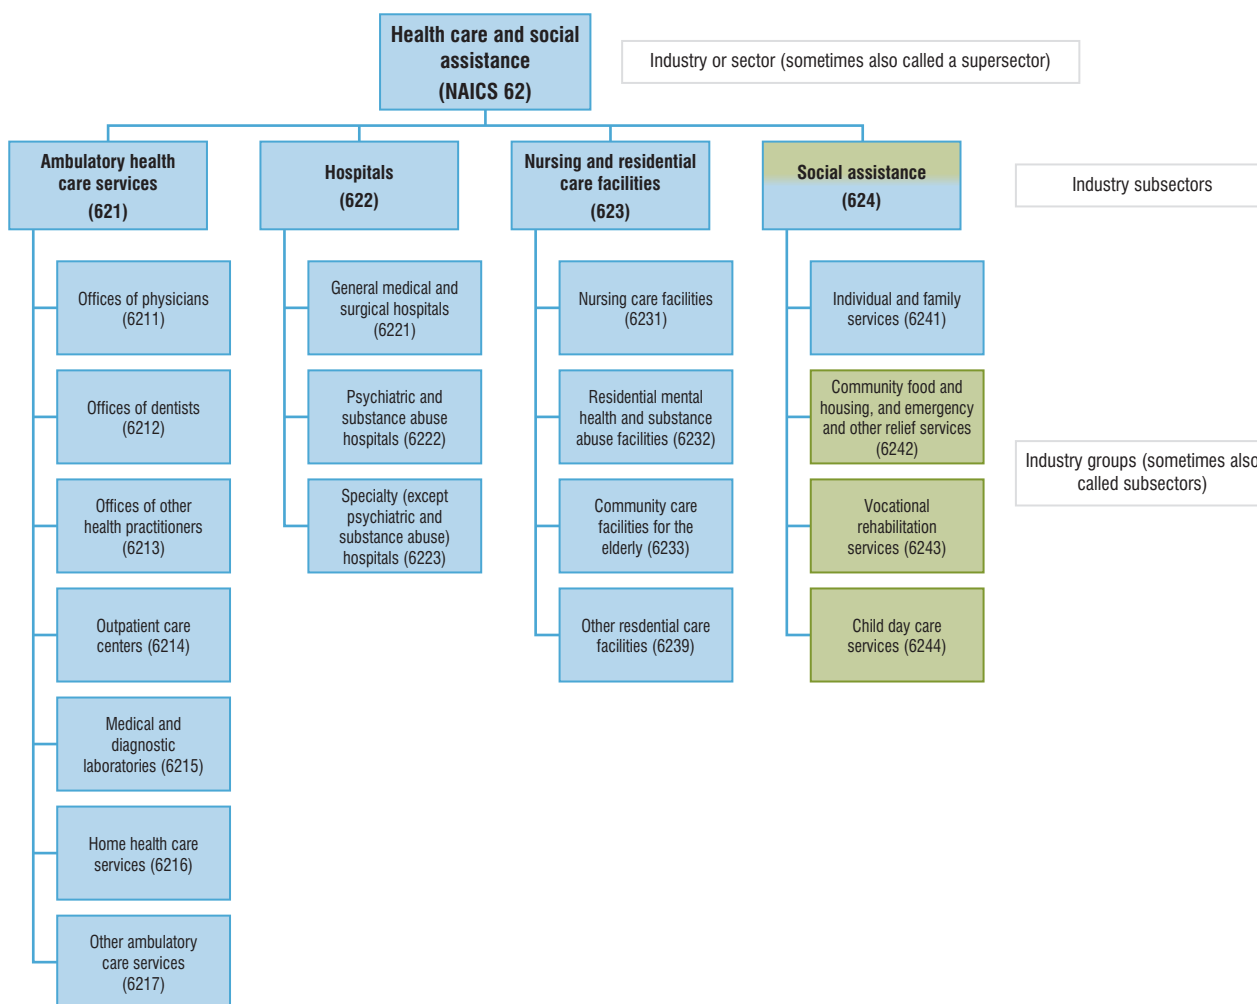 Health care and social
assistance
(NAICS 62)
Industry or sector (sometimes also called a supersector)
Ambulatory health
care services
(621)
Hospitals
(622)
Nursing and residential
care facilities
(623)
Social assistance
(624)
Industry subsectors
Offices of physicians
(6211)
Offices of dentists
(6212)
Offices of other
health practitioners
(6213)
Outpatient care
centers (6214)
Medical and
diagnostic
laboratories (6215)
Home health care
services (6216)
Other ambulatory
care services
(6217)
General medical and
surgical hospitals
(6221)
Psychiatric and
substance abuse
hospitals (6222)
Specialty (except
psychiatric and
substance abuse)
hospitals (6223)
Nursing care facilities
(6231)
Residential mental
health and substance
abuse facilities (6232)
Community care
facilities for the
elderly (6233)
Other resdential care
facilities (6239)
Individual and family
services (6241)
Community food and
housing, and emergency
and other relief services
(6242)
Vocational
rehabilitation
services (6243)
Child day care
services (6244)
Industry groups (sometimes also
called subsectors)